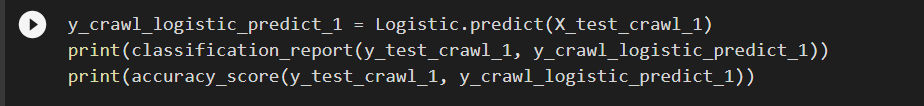 y_crawl_logistic_predict_1 = Logistic.predict(X_test_crawl_1)
print(classification_report(y_test_crawl_1, y_crawl_logistic_predict_1))
print(accuracy_score(y_test_crawl_1, y_crawl_logistic_predict_1))